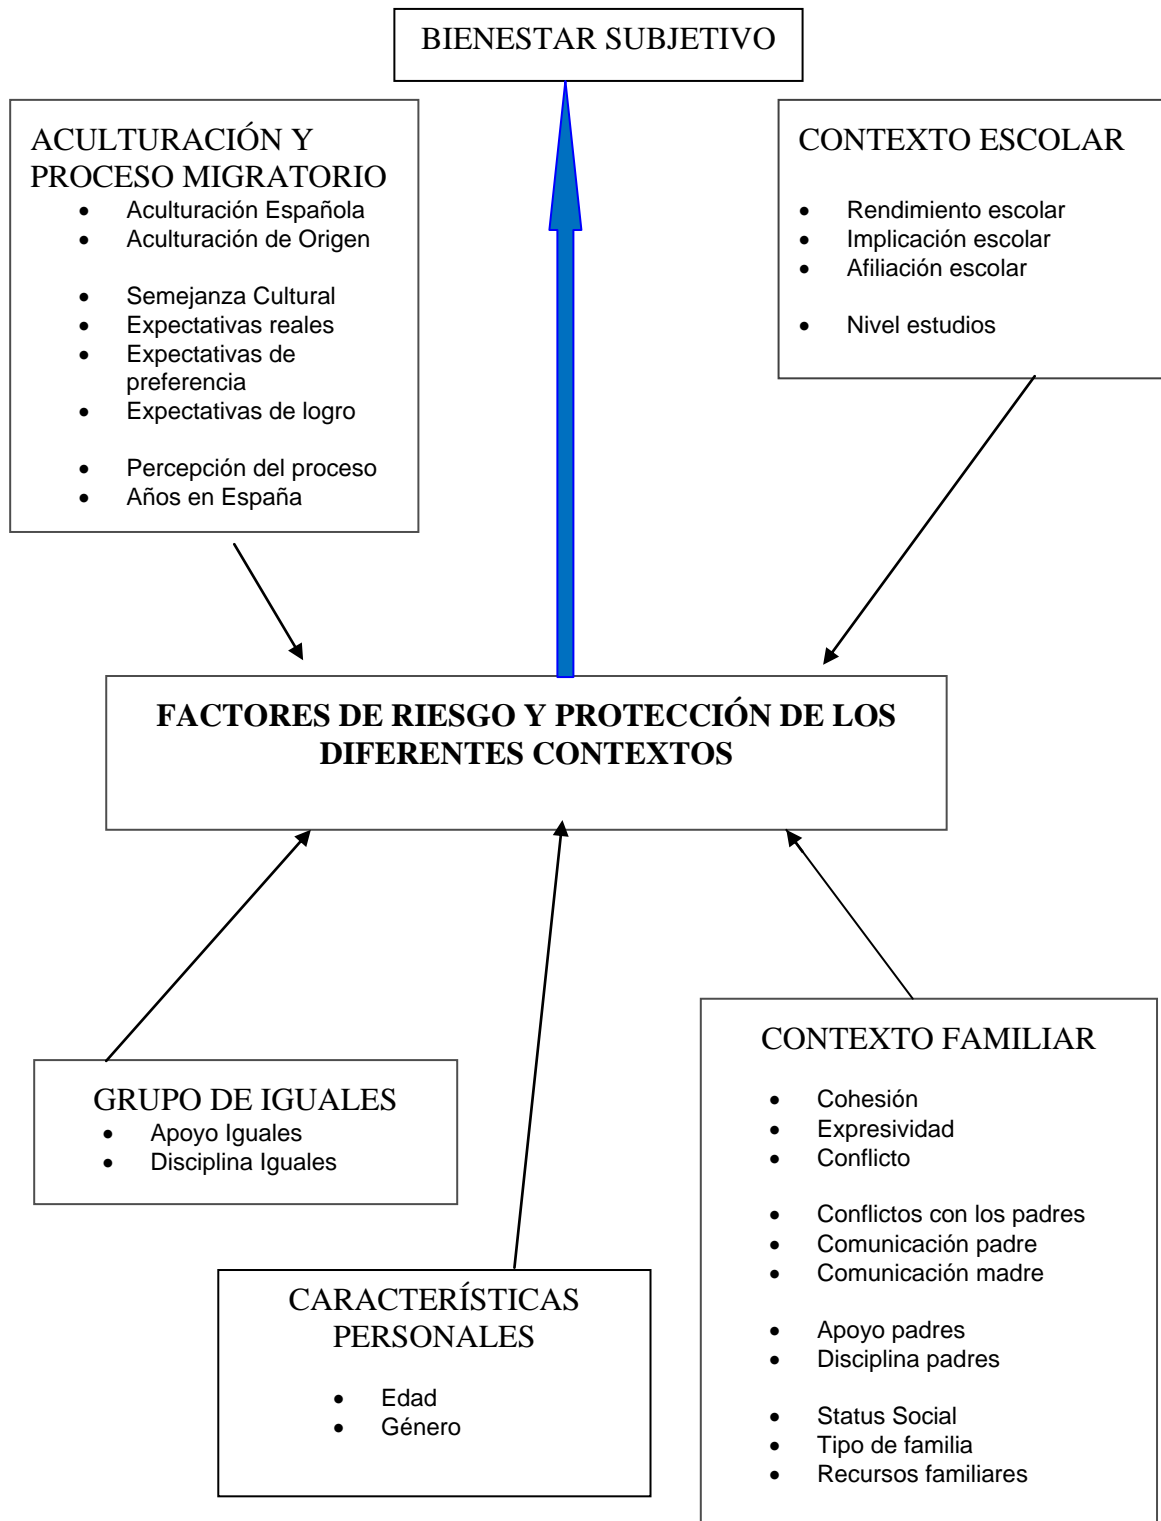 BIENESTAR SUBJETIVO
ACULTURACIÓN Y
PROCESO MIGRATORIO
• Aculturación Española
• Aculturación de Origen
• Semejanza Cultural
• Expectativas reales
• Expectativas de
preferencia
• Expectativas de logro
• Percepción del proceso
• Años en España
CONTEXTO ESCOLAR
• Rendimiento escolar
• Implicación escolar
• Afiliación escolar
• Nivel estudios
FACTORES DE RIESGO Y PROTECCIÓN DE LOS
DIFERENTES CONTEXTOS
GRUPO DE IGUALES
• Apoyo Iguales
• Disciplina Iguales
CARACTERÍSTICAS
PERSONALES
• Edad
• Género
CONTEXTO FAMILIAR
• Cohesión
• Expresividad
• Conflicto
• Conflictos con los padres
• Comunicación padre
• Comunicación madre
• Apoyo padres
• Disciplina padres
• Status Social
• Tipo de familia
• Recursos familiares